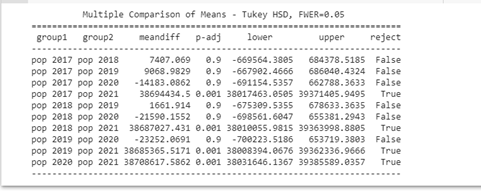 Multiple Comparison of Means - Tukey HSD, FWER=0.05
group1 group2 meandiff p-adj lower upper reject
pop 2017 pop 2018 7407.069 0.9 -669564.3805 684378.5185 False
pop 2017 pop 2019 9068.9829 0.9 -667902.4666 686040.4324 False
pop 2017 pop 2020 -14183.0862 0.9 -691154.5357 662788.3633 False
pop 2017 pop 2021 38694434.5 0.001 38017463.0505 39371405.9495 True
pop 2018 pop 2019 1661.914 0.9 -675309.5355 678633.3635 False
pop 2018 pop 2020 -21590.1552 0.9 -698561.6047 655381.2943 False
pop 2018 pop 2021 38687027.431 0.001 38010055.9815 39363998.8805 True
pop 2019 pop 2020 -23252.0691 0.9 -700223.5186 653719.3803 False
pop 2019 pop 2021 38685365.5171 0.001 38008394.0676 39362336.9666 True
pop 2020 pop 2021 38708617.5862 0.001 38031646.1367 39385589.0357 True